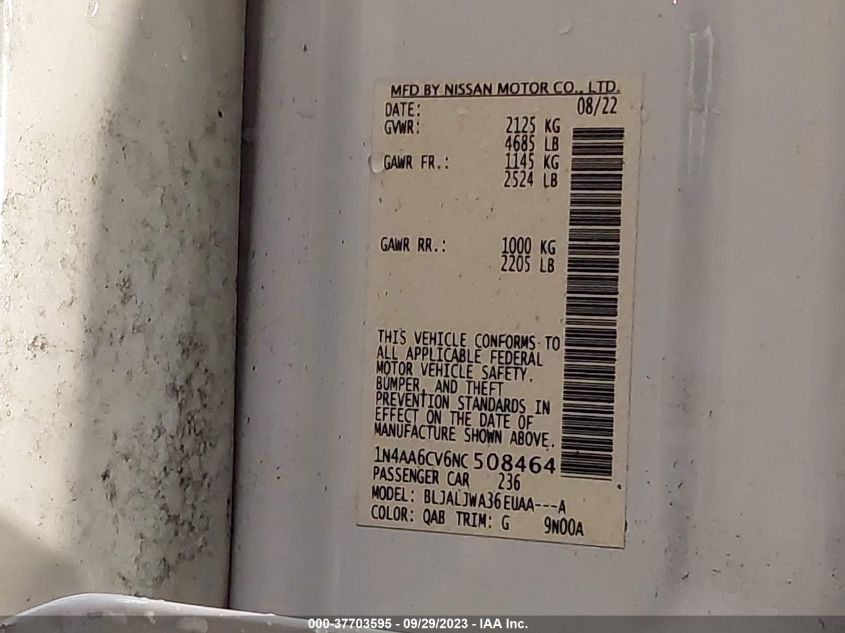 MFD BY NISSAN MOTOR CO., LTD.
DATE: 08/22
GVWR: 2125 KG
4685 LB
GAWR FR.: 1145 KG
2524 LB
GAWR RR.: 1000 KG
2205 LB
THIS VEHICLE CONFORMS TO
ALL APPLICABLE FEDERAL
MOTOR VEHICLE SAFETY,
BUMPER, AND THEFT
PREVENTION STANDARDS IN
EFFECT ON THE DATE OF
MANUFACTURE SHOWN ABOVE.
1N4AA6CV6NC508464
PASSENGER CAR 236
MODEL: BLJALJWA36EUAA---A
COLOR: QAB TRIM: G 9N00A
000-37703595 - 09/29/2023 - IAA Inc.